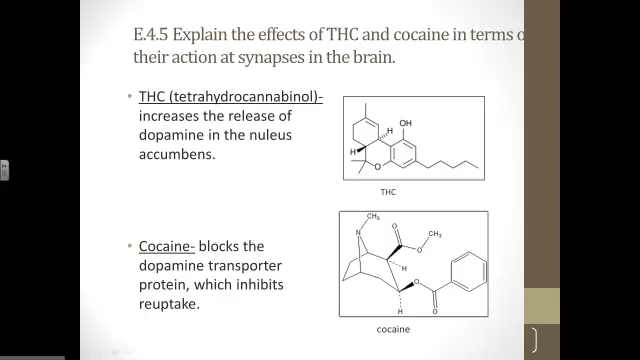 E.4.5 Explain the effects of THC and cocaine in terms o
their action at synapses in the brain.
• THC (tetrahydrocannabinol)-
increases the release of
dopamine in the nuleus
accumbens.
OH
H
H
O
THC
• Cocaine- blocks the
dopamine transporter
protein, which inhibits
reuptake.
CH3
N
O
CH3
O
H
O
H
O
cocaine